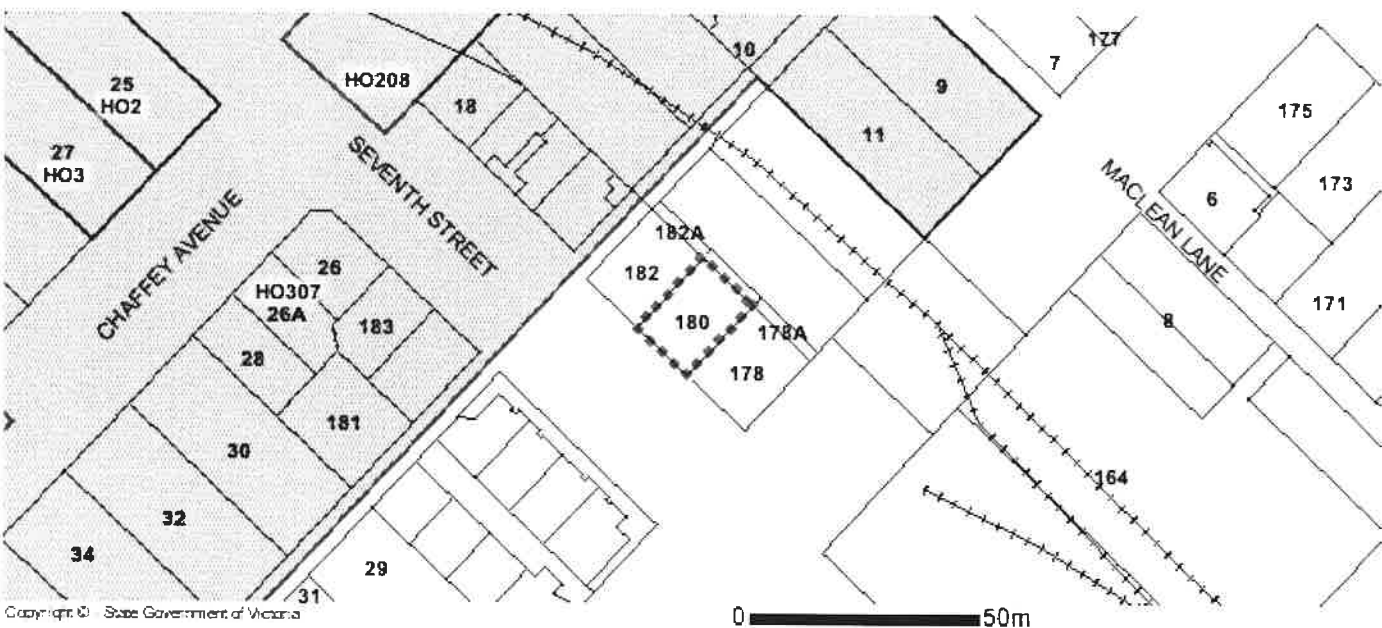 10
177
7
25
HO2
HO208
9
18
11
175
27
HO3
SEVENTH STREET
MACLEAN LANE
173
6
CHAFFEY AVENUE
182A
26
182
HO307
26A
183
180
178A
171
8
28
178
181
30
164
32
34
29
31
Copyright © State Government of Victoria
0 50m